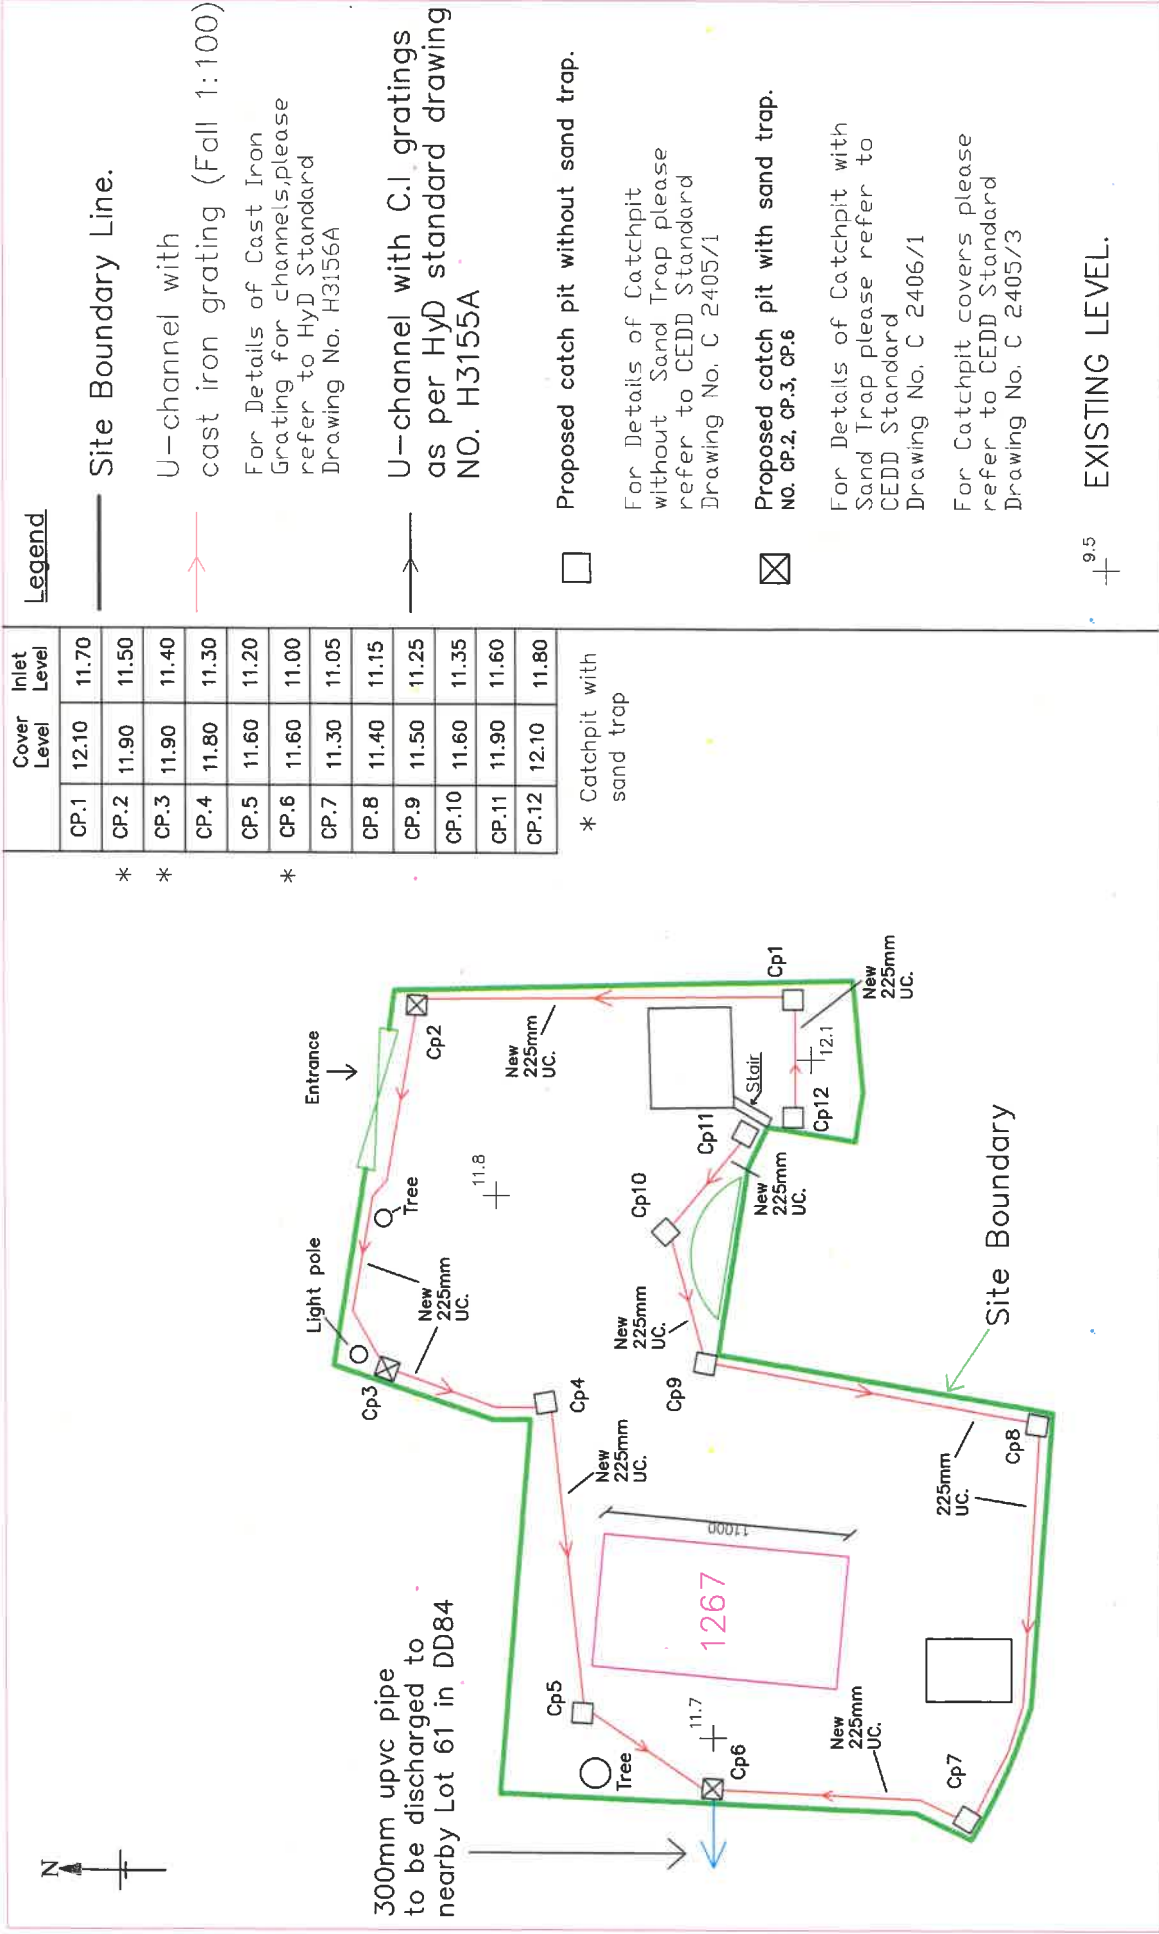 N
300mm upvc pipe
to be discharged to
nearby Lot 61 in DD84
Entrance
Light pole
Tree
Cp3
Cp2
New
225mm
UC.
New
225mm
UC.
11.8
Cp4
New
225mm
UC.
Cp5
Tree
11.7
Cp6
1267
11000
Cp10
New
225mm
UC.
Cp9
Cp11
Stair
New
225mm
UC.
Cp12
12.1
Cp1
New
225mm
UC.
New
225mm
UC.
Cp7
225mm
UC.
Cp8
Site Boundary
Cover Level Inlet Level
CP.1 12.10 11.70
* CP.2 11.90 11.50
* CP.3 11.90 11.40
CP.4 11.80 11.30
CP.5 11.60 11.20
* CP.6 11.60 11.00
CP.7 11.30 11.05
CP.8 11.40 11.15
CP.9 11.50 11.25
CP.10 11.60 11.35
CP.11 11.90 11.60
CP.12 12.10 11.80
* Catchpit with
sand trap
Legend
Site Boundary Line.
U-channel with
cast iron grating (Fall 1:100)
For Details of Cast Iron
Grating for channels,please
refer to HyD Standard
Drawing No. H3156A
U-channel with C.I gratings
as per HyD standard drawing
NO. H3155A
Proposed catch pit without sand trap.
For Details of Catchpit
without Sand Trap please
refer to CEDD Standard
Drawing No. C 2405/1
Proposed catch pit with sand trap.
NO. CP.2, CP.3, CP.6
For Details of Catchpit with
Sand Trap please refer to
CEDD Standard
Drawing No. C 2406/1
For Catchpit covers please
refer to CEDD Standard
Drawing No. C 2405/3
9.5 EXISTING LEVEL.